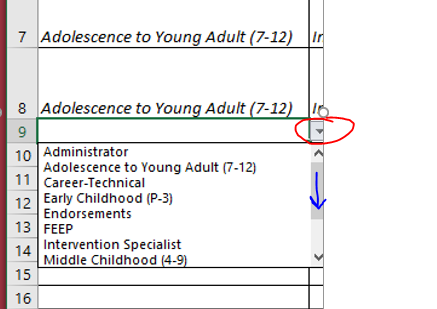 7 Adolescence to Young Adult (7-12) Ir
8 Adolescence to Young Adult (7-12) Ir
9
10 Administrator
Adolescence to Young Adult (7-12)
11 Career-Technical
12 Early Childhood (P-3)
Endorsements
13 FEEP
14 Intervention Specialist
Middle Childhood (4-9)
15
16